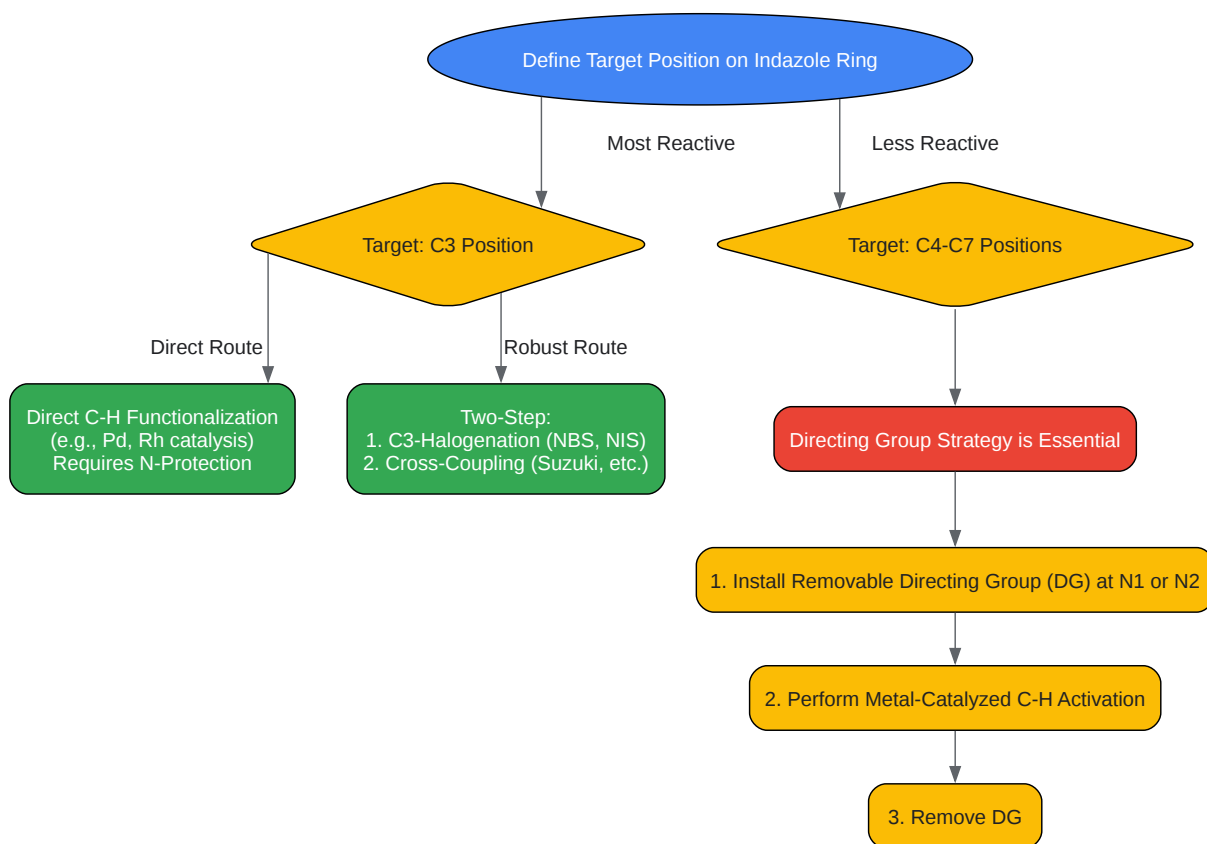 Define Target Position on Indazole Ring
Most Reactive
Less Reactive
Target: C3 Position
Target: C4-C7 Positions
Direct Route
Robust Route
Direct C-H Functionalization
(e.g., Pd, Rh catalysis)
Requires N-Protection
Two-Step:
1. C3-Halogenation (NBS, NIS)
2. Cross-Coupling (Suzuki, etc.)
Directing Group Strategy is Essential
1. Install Removable Directing Group (DG) at N1 or N2
2. Perform Metal-Catalyzed C-H Activation
3. Remove DG